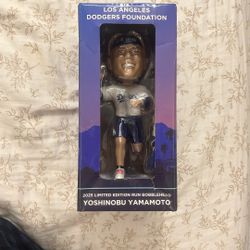 LOS ANGELES
DODGERS FOUNDATION
2025 LIMITED EDITION RUN BOBBLEHEAD
YOSHINOBU YAMAMOTO